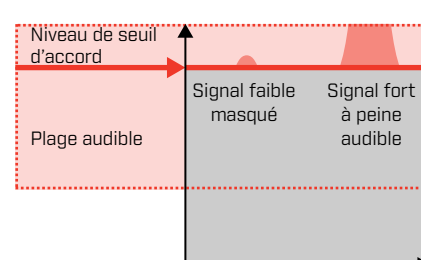 Niveau de seuil
d'accord
Signal faible
masqué
Signal fort
à peine
audible
Plage audible